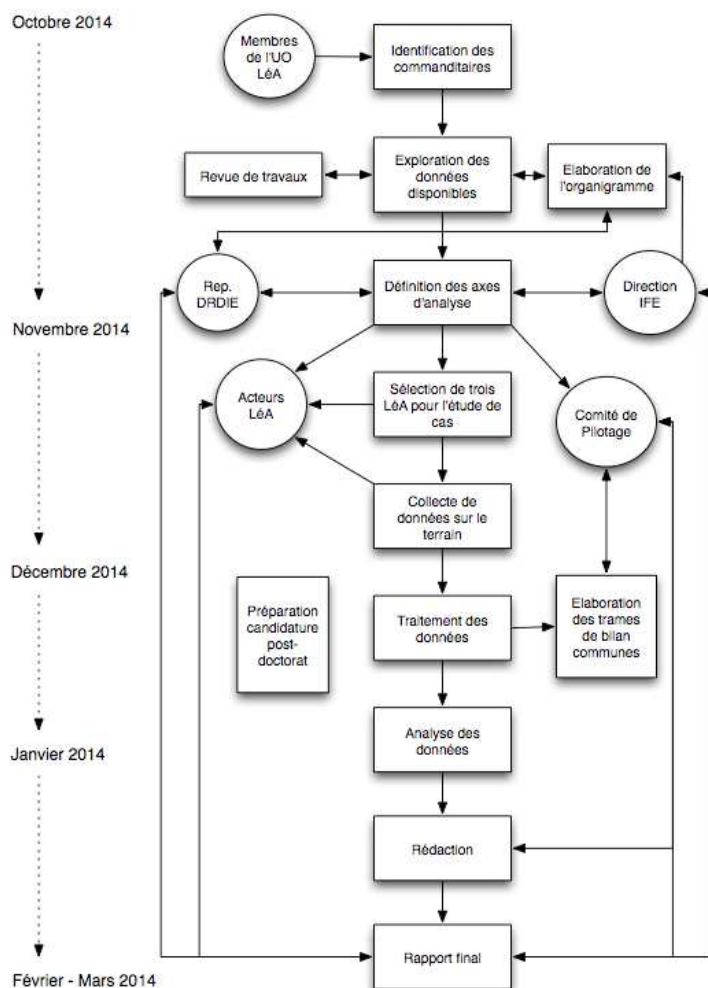 Octobre 2014
Membres
de l'UO
LéA
Identification des
commanditaires
Revue de travaux
Exploration des
données
disponibles
Elaboration de
l'organigramme
Rep.
DRDIE
Définition des axes
d'analyse
Direction
IFE
Novembre 2014
Acteurs
LéA
Sélection de trois
LéA pour l'étude de
cas
Comité de
Pilotage
Collecte de
données sur le
terrain
Décembre 2014
Préparation
candidature
post-
doctorat
Traitement des
données
Elaboration
des trames
de bilan
communes
Janvier 2014
Analyse des
données
Rédaction
Rapport final
Février - Mars 2014